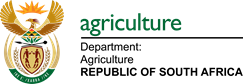 agriculture
Department:
Agriculture
REPUBLIC OF SOUTH AFRICA